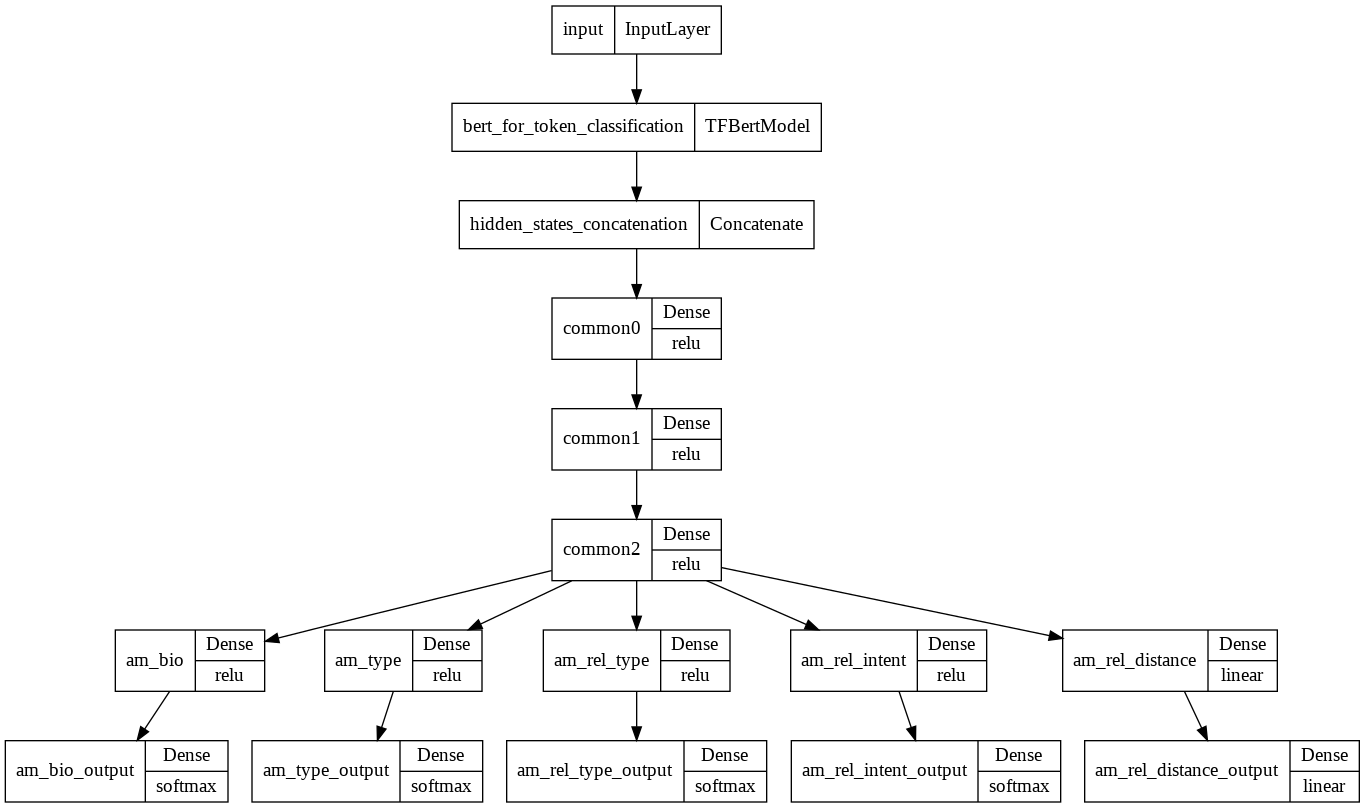 input InputLayer
bert_for_token_classification TFBertModel
hidden_states_concatenation Concatenate
common0 Dense
relu
common1 Dense
relu
common2 Dense
relu
am_bio Dense
relu
am_type Dense
relu
am_rel_type Dense
relu
am_rel_intent Dense
relu
am_rel_distance Dense
linear
am_bio_output Dense
softmax
am_type_output Dense
softmax
am_rel_type_output Dense
softmax
am_rel_intent_output Dense
softmax
am_rel_distance_output Dense
linear